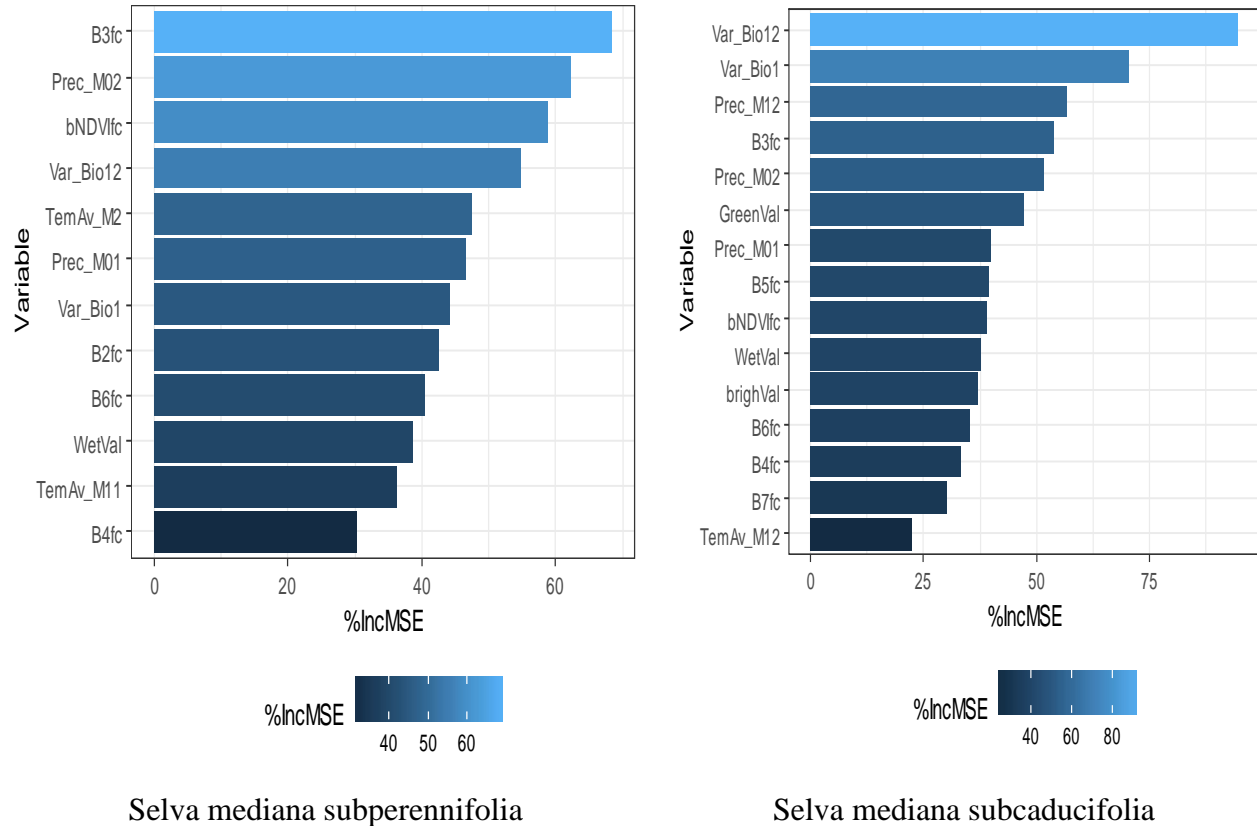 Variable
B3fc
Prec_M02
bNDVIfc
Var_Bio12
TemAv_M2
Prec_M01
Var_Bio1
B2fc
B6fc
WetVal
TemAv_M11
B4fc
0 20 40 60
%IncMSE
%IncMSE
40 50 60
Selva mediana subperennifolia
Variable
Var_Bio12
Var_Bio1
Prec_M12
B3fc
Prec_M02
GreenVal
Prec_M01
B5fc
bNDVIfc
WetVal
brighVal
B6fc
B4fc
B7fc
TemAv_M12
0 25 50 75
%IncMSE
%IncMSE
40 60 80
Selva mediana subcaducifolia